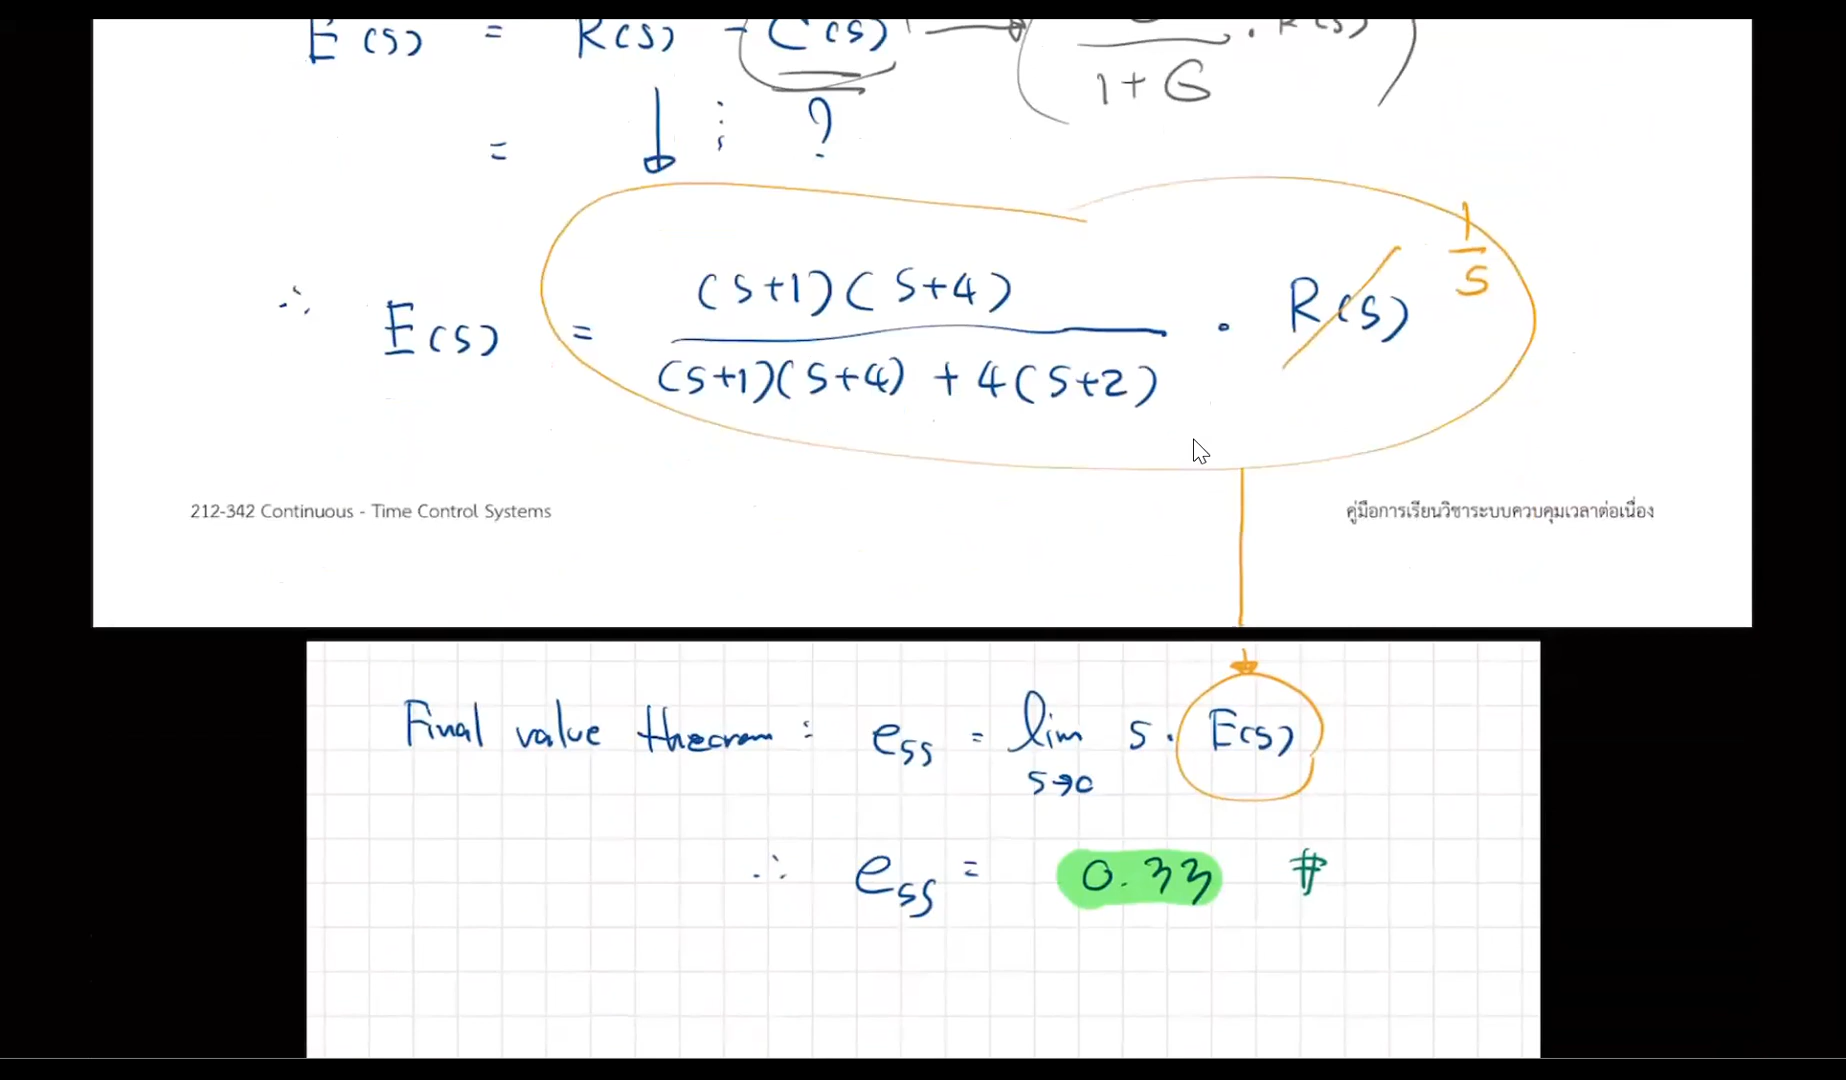 E(s) = R(s) - C(s) → ( / 1+G · R(s) )
= ↓ ⋮ ?
1/s
∴ E(s) = (s+1)(s+4) / (s+1)(s+4) + 4(s+2) · R(s)
212-342 Continuous - Time Control Systems
คู่มือการเรียนวิชาระบบควบคุมเวลาต่อเนื่อง
Final value theorem : ess = lim s→0 s · E(s)
∴ ess = 0.33 #